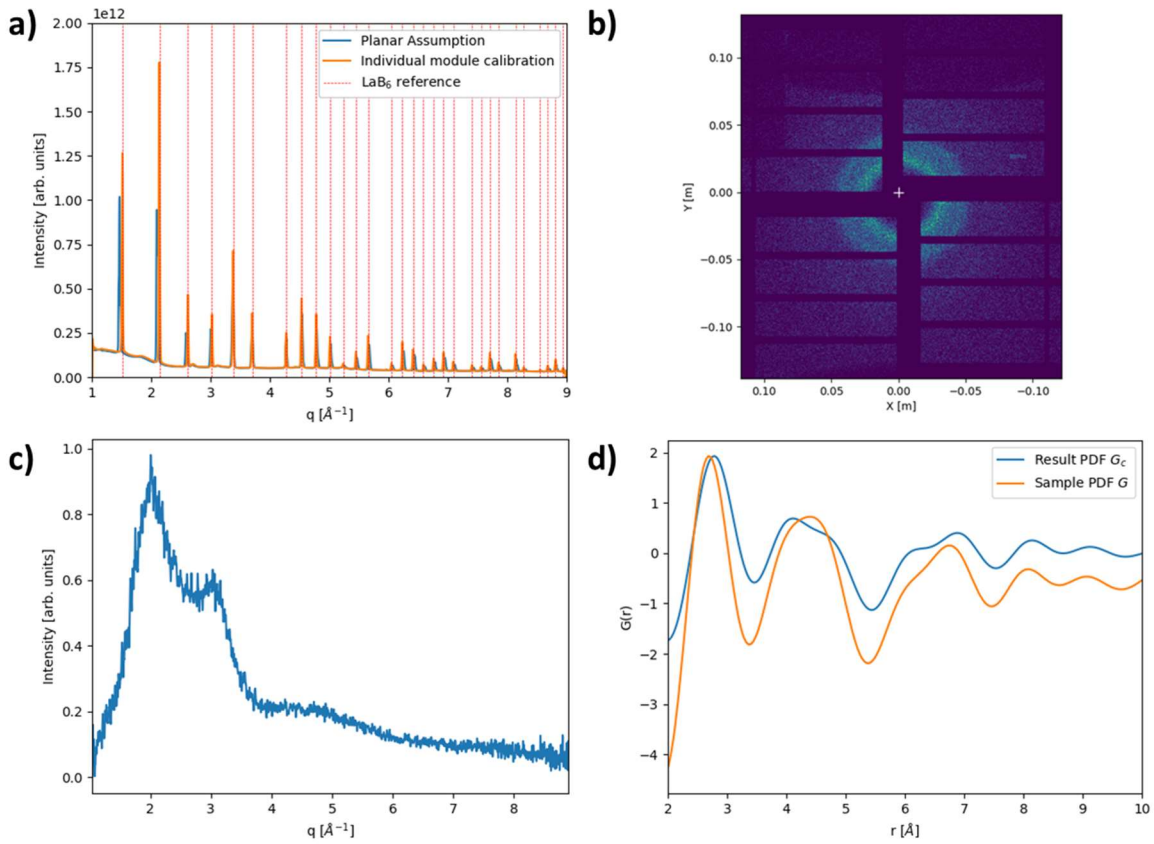 a)
1e12
2.00
1.75
1.50
1.25
1.00
0.75
0.50
0.25
0.00
Intensity [arb. units]
Planar Assumption
Individual module calibration
LaB₆ reference
1 2 3 4 5 6 7 8 9
q [Å⁻¹]
b)
0.10
0.05
0.00
−0.05
−0.10
Y [m]
0.10 0.05 0.00 −0.05 −0.10
X [m]
c)
1.0
0.8
0.6
0.4
0.2
0.0
Intensity [arb. units]
2 3 4 5 6 7 8
q [Å⁻¹]
d)
2
1
0
−1
−2
−3
−4
G(r)
Result PDF G꜀
Sample PDF G
2 3 4 5 6 7 8 9 10
r [Å]